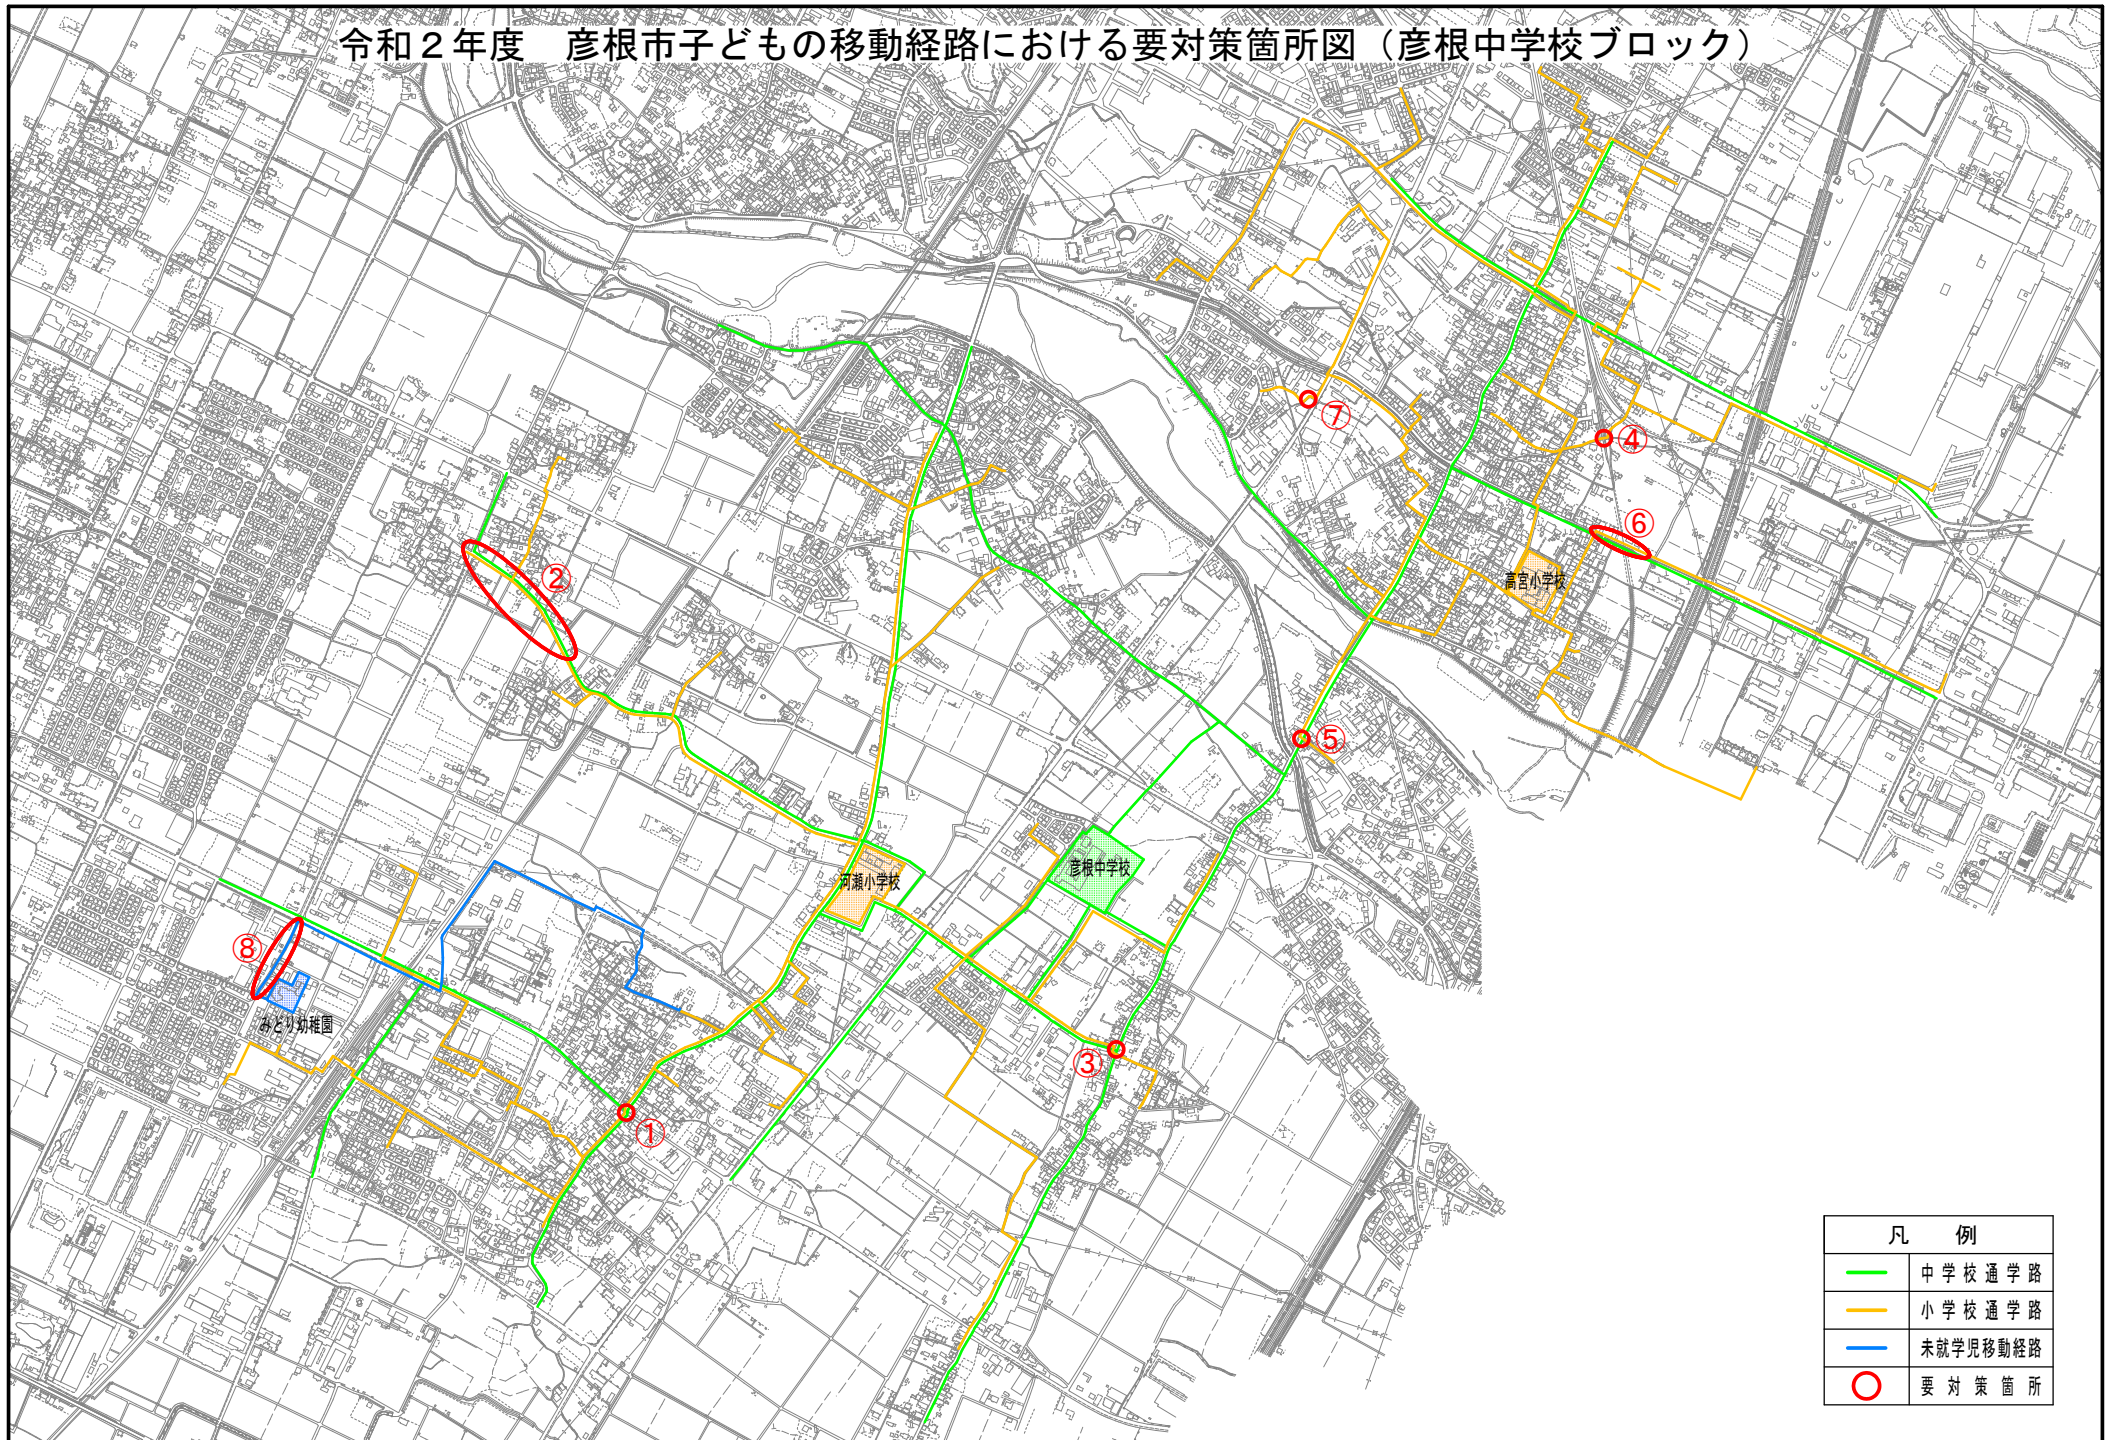 令和２年度　彦根市子どもの移動経路における要対策箇所図（彦根中学校ブロック）
⑦
④
⑥
②
高宮小学校
⑤
彦根中学校
河瀬小学校
⑧
みどり幼稚園
③
①
凡　例
中学校通学路
小学校通学路
未就学児移動経路
要対策箇所